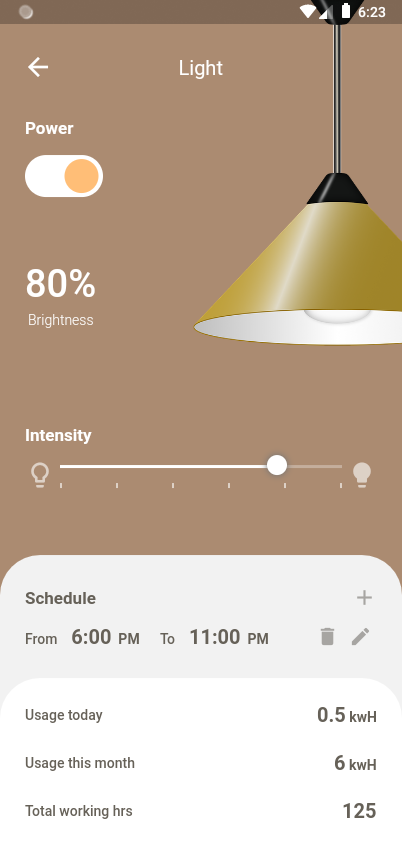 6:23
Light
Power
80%
Brightness
Intensity
Schedule
From 6:00 PM To 11:00 PM
Usage today 0.5 kwH
Usage this month 6 kwH
Total working hrs 125